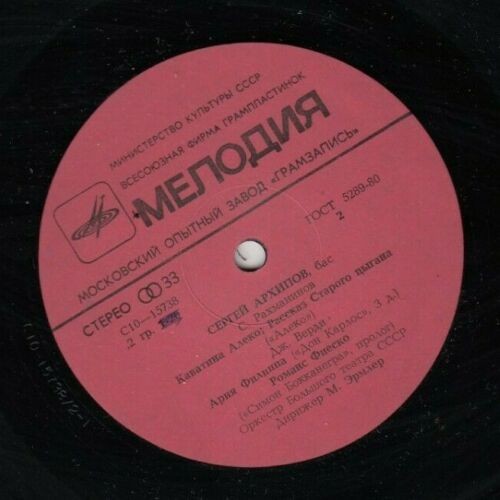 МИНИСТЕРСТВО КУЛЬТУРЫ СССР
ВСЕСОЮЗНАЯ ФИРМА ГРАМПЛАСТИНОК
МЕЛОДИЯ
МОСКОВСКИЙ ОПЫТНЫЙ ЗАВОД «ГРАМЗАПИСЬ»
СТЕРЕО 33
ГОСТ 5289-80
С10—15738
2
2 гр.
СЕРГЕЙ АРХИПОВ, бас
С. Рахманинов
Каватина Алеко; Рассказ Старого цыгана
(«Алеко»)
Дж. Верди
Ария Филиппа («Дон Карлос», 3 д.)
Романс Фиеско
(«Симон Бокканегра», пролог)
Оркестр Большого театра СССР
Дирижер М. Эрмлер